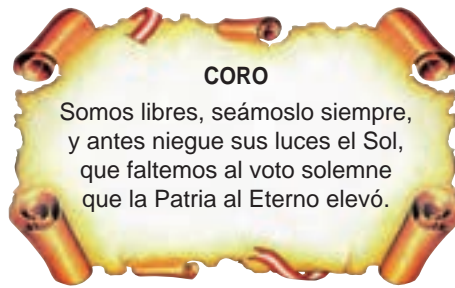 CORO
Somos libres, seámoslo siempre,
y antes niegue sus luces el Sol,
que faltemos al voto solemne
que la Patria al Eterno elevó.